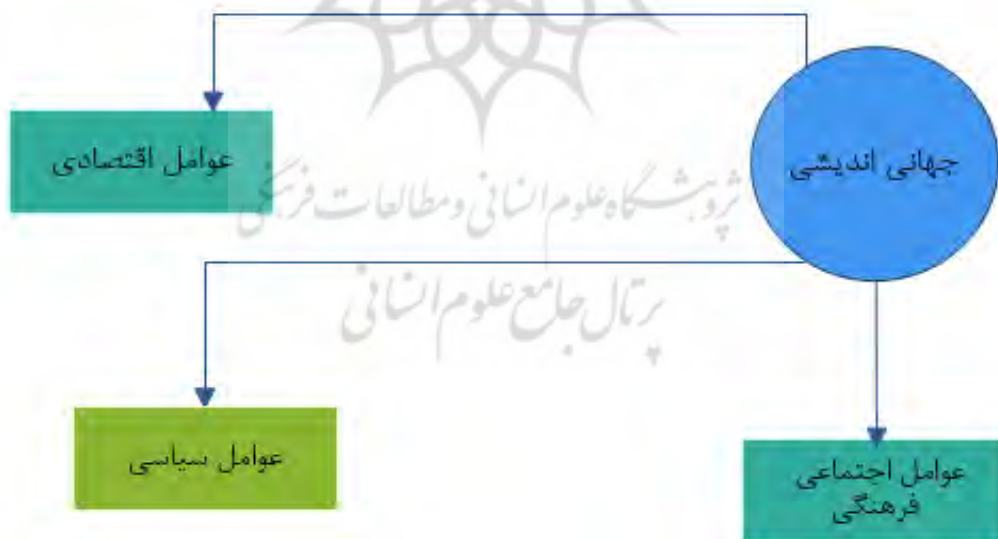 جهانی اندیشی
عوامل اقتصادی
پژوهشگاه علوم انسانی و مطالعات فرهنگی
پرتال جامع علوم انسانی
عوامل سیاسی
عوامل اجتماعی
فرهنگی